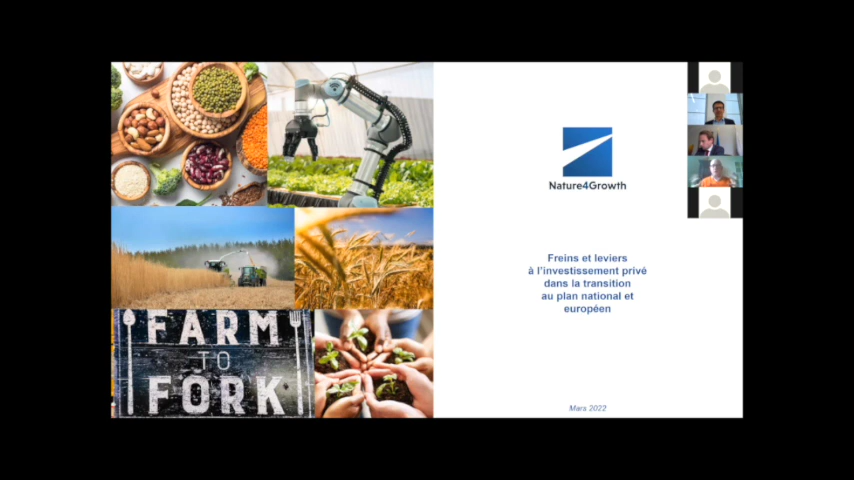 FARM
TO
FORK
Nature4Growth
Freins et leviers
à l'investissement privé
dans la transition
au plan national et
européen
Mars 2022